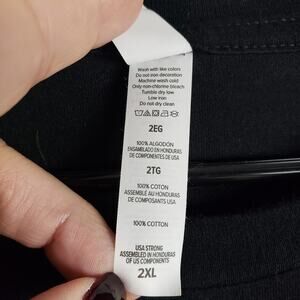 Wash with like colors
Do not iron decoration
Machine wash cold
Only non-chlorine bleach
Tumble dry low
Low iron
Do not dry clean
2EG
100% ALGODÓN
ENSAMBLADO EN HONDURAS
DE COMPONENTES DE USA
2TG
100% COTON
ASSEMBLÉ AU HONDURAS
DE COMPOSANTS USA
100% COTTON
USA STRONG
ASSEMBLED IN HONDURAS
OF US COMPONENTS
2XL